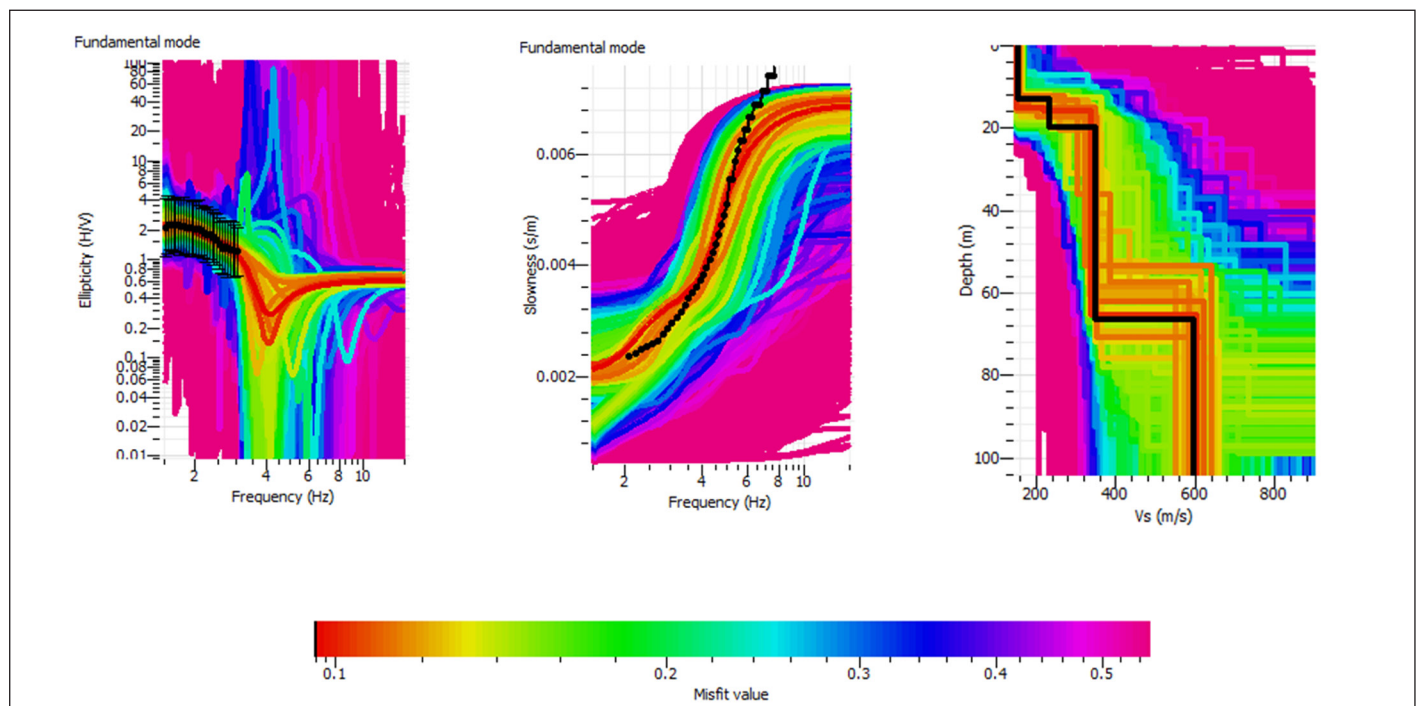 Fundamental mode
100
80
60
40
20
10
8
6
4
2
1
0.8
0.6
0.4
0.2
0.1
0.08
0.06
0.04
0.02
0.01
Ellipticity (H/V)
2 4 6 8 10
Frequency (Hz)
Fundamental mode
0.006
0.004
0.002
Slowness (s/m)
2 4 6 8 10
Frequency (Hz)
0
20
40
60
80
100
Depth (m)
200 400 600 800
Vs (m/s)
0.1 0.2 0.3 0.4 0.5
Misfit value